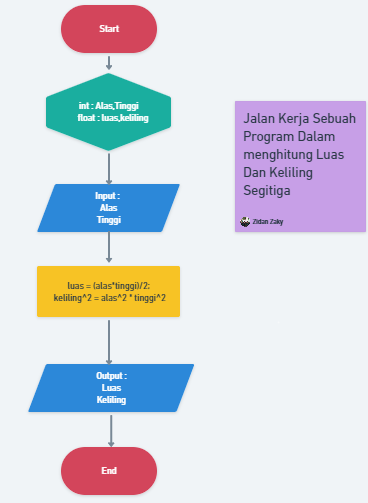 Start
int : Alas,Tinggi
float : luas,keliling
Input :
Alas
Tinggi
luas = (alas*tinggi)/2;
keliling^2 = alas^2 * tinggi^2
Output :
Luas
Keliling
End
Jalan Kerja Sebuah
Program Dalam
menghitung Luas
Dan Keliling
Segitiga
Zidan Zaky